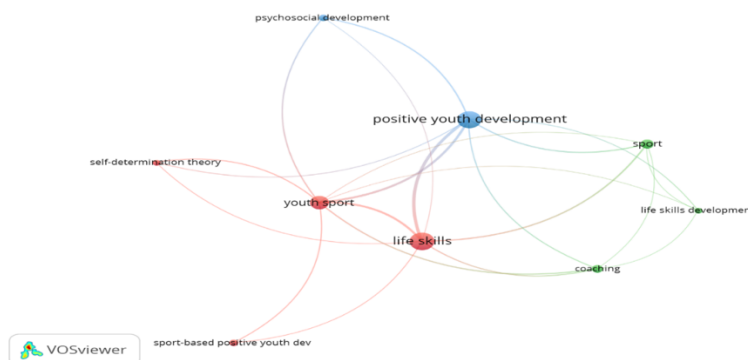 psychosocial development
positive youth development
sport
self-determination theory
youth sport
life skills developmer
life skills
coaching
sport-based positive youth dev
VOSviewer